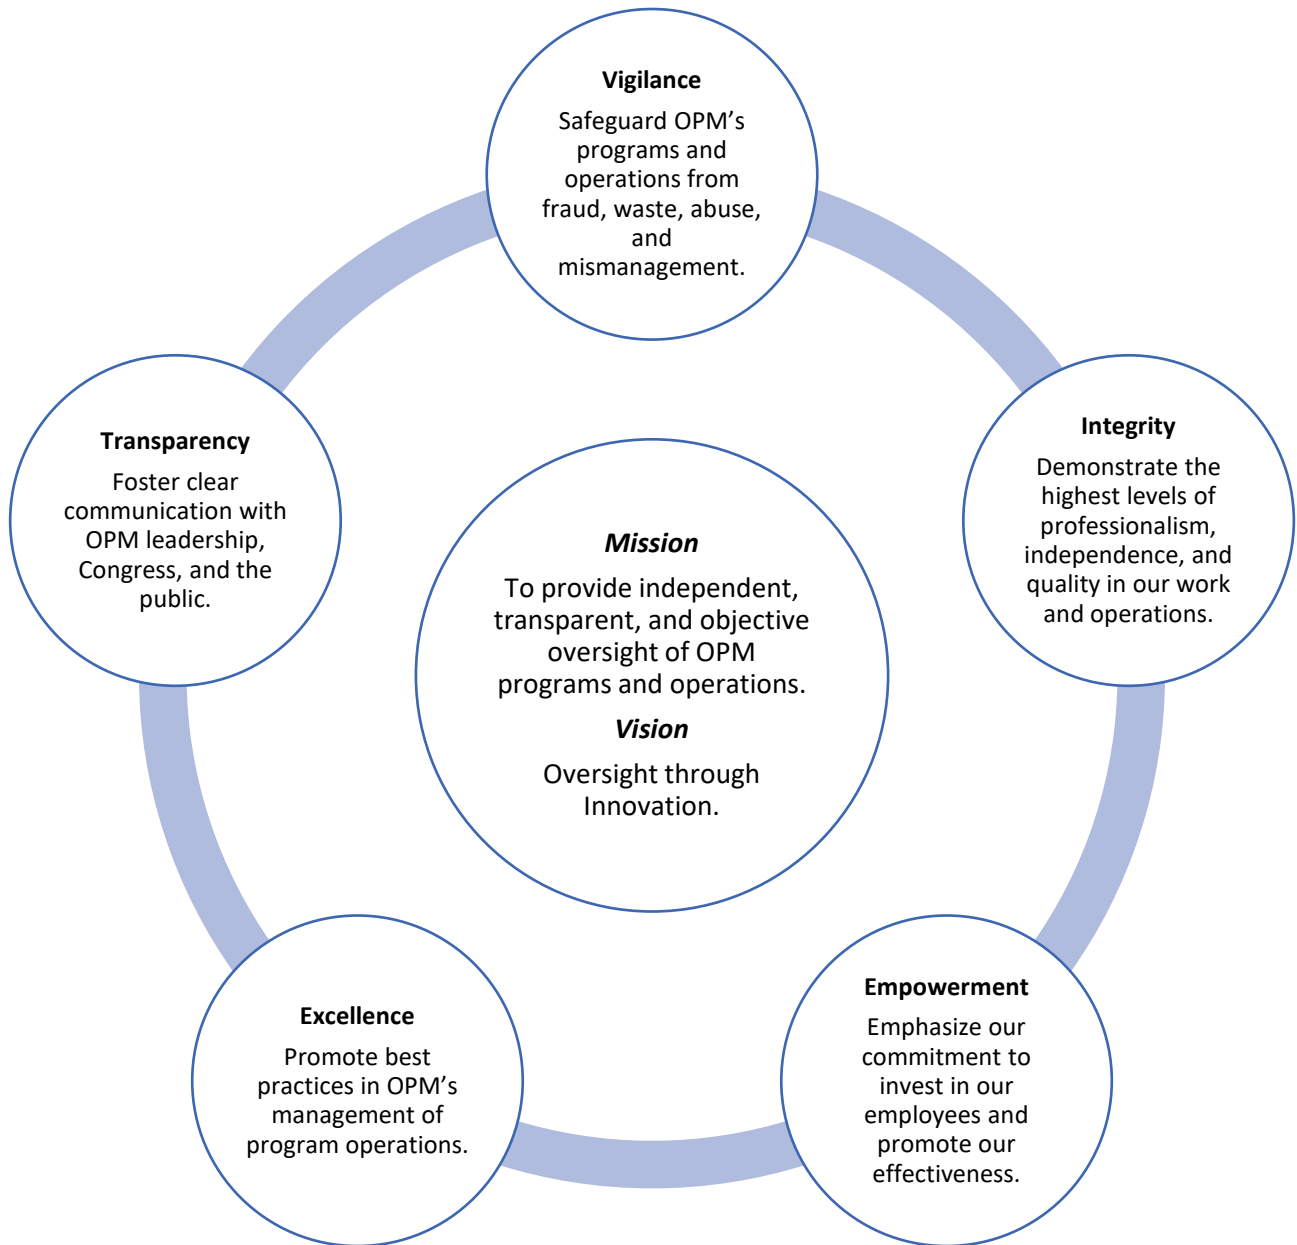 Vigilance
Safeguard OPM’s
programs and
operations from
fraud, waste, abuse,
and
mismanagement.
Integrity
Demonstrate the
highest levels of
professionalism,
independence, and
quality in our work
and operations.
Empowerment
Emphasize our
commitment to
invest in our
employees and
promote our
effectiveness.
Excellence
Promote best
practices in OPM’s
management of
program operations.
Transparency
Foster clear
communication with
OPM leadership,
Congress, and the
public.
Mission
To provide independent,
transparent, and objective
oversight of OPM
programs and operations.
Vision
Oversight through
Innovation.